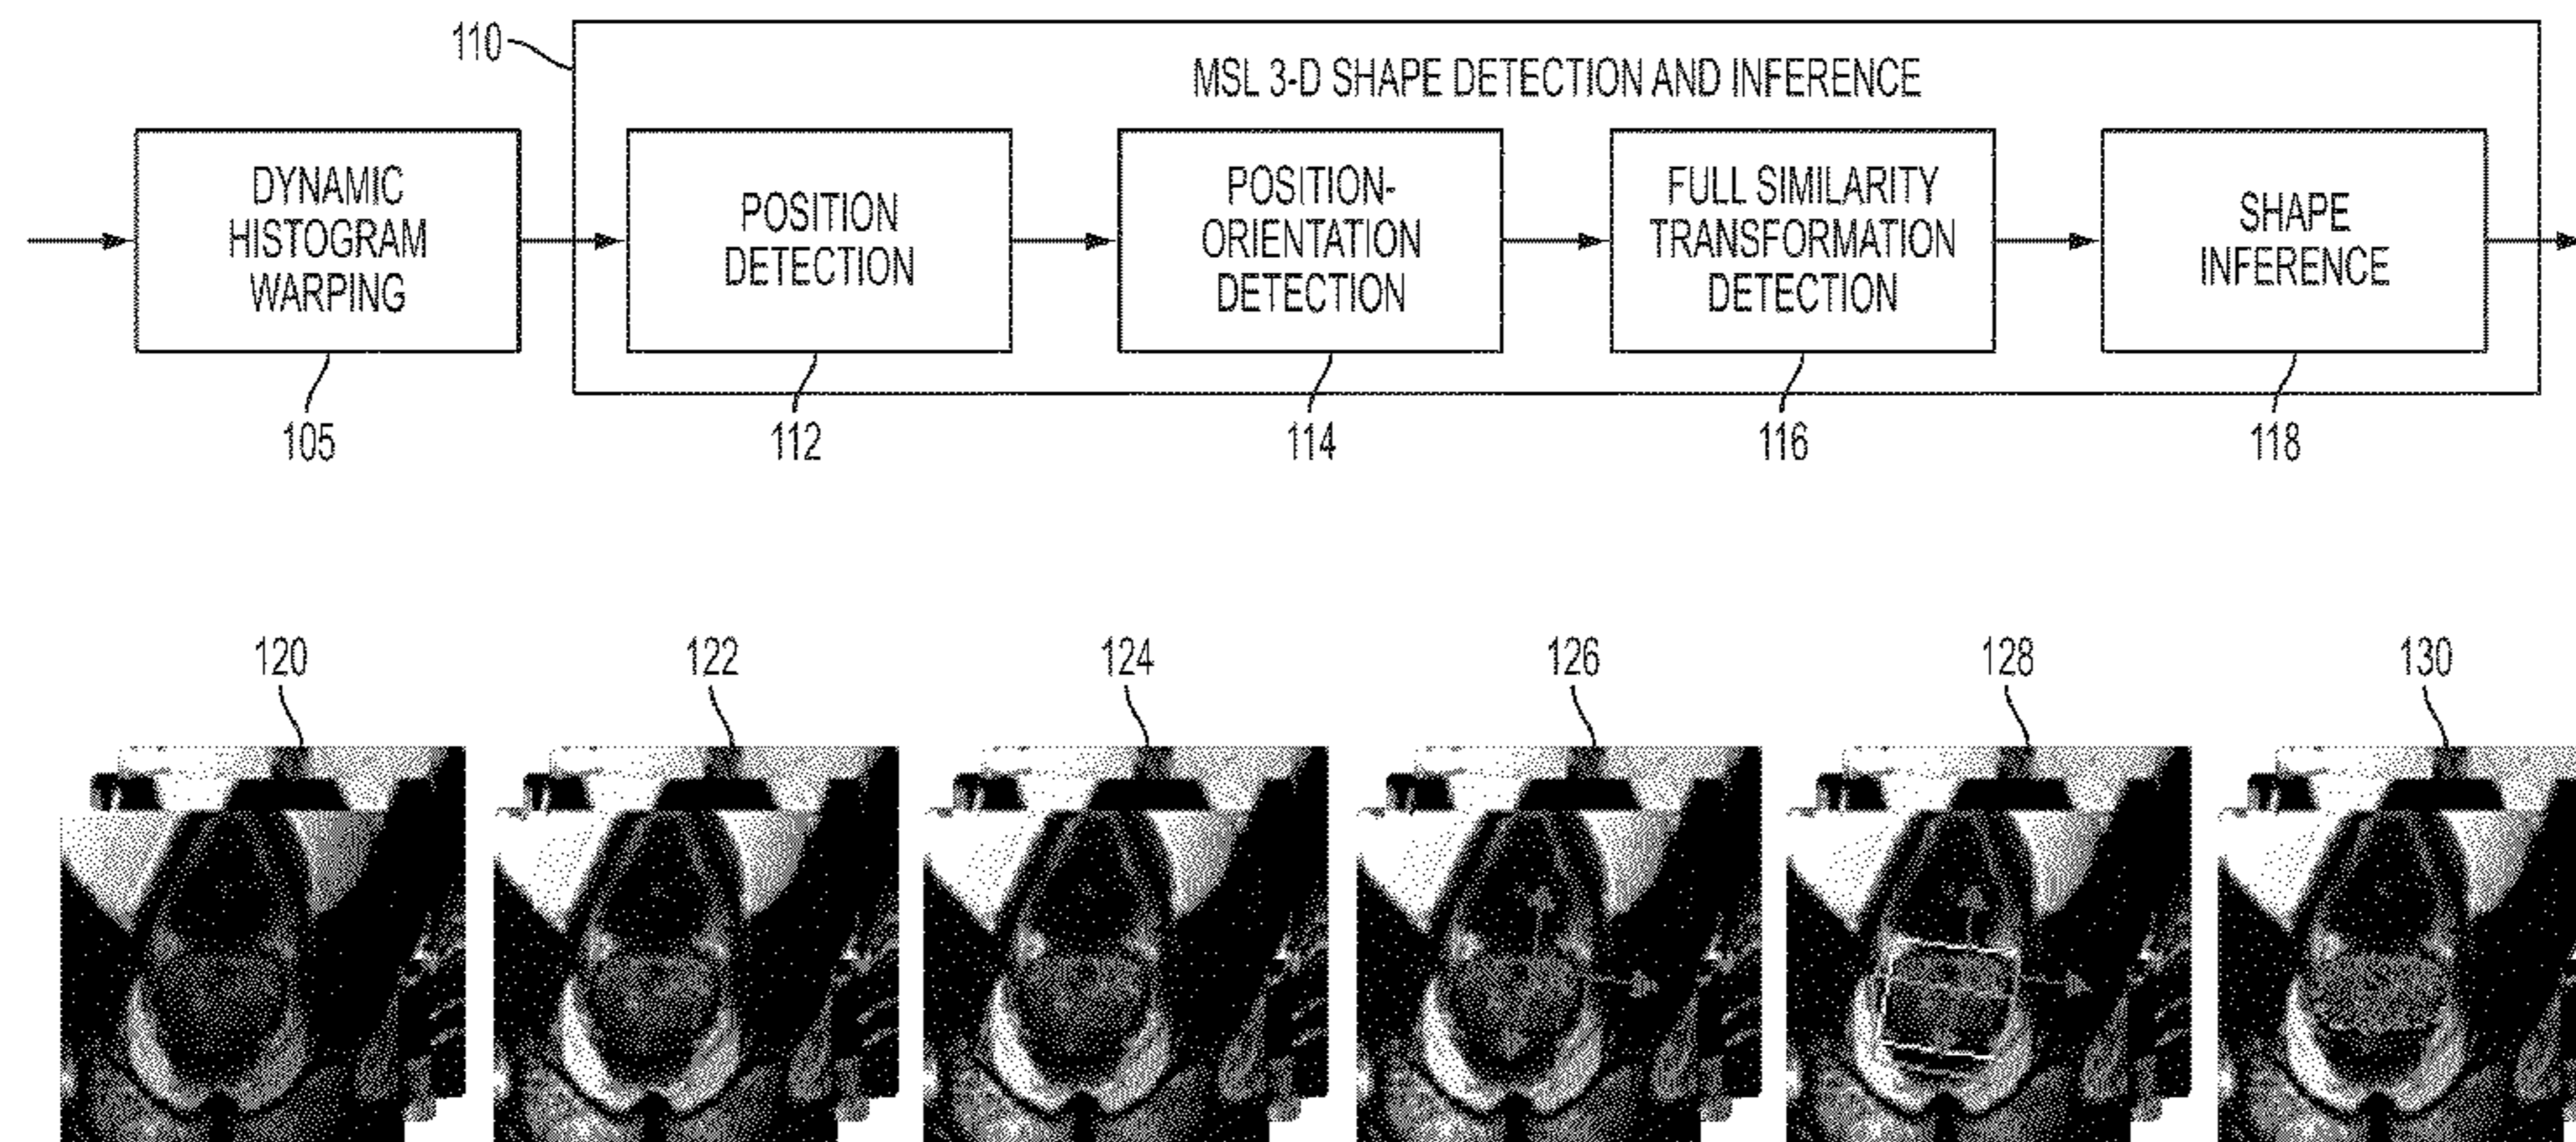 110
MSL 3-D SHAPE DETECTION AND INFERENCE
DYNAMIC
HISTOGRAM
WARPING
POSITION
DETECTION
POSITION-
ORIENTATION
DETECTION
FULL SIMILARITY
TRANSFORMATION
DETECTION
SHAPE
INFERENCE
105
112
114
116
118
120
122
124
126
128
130